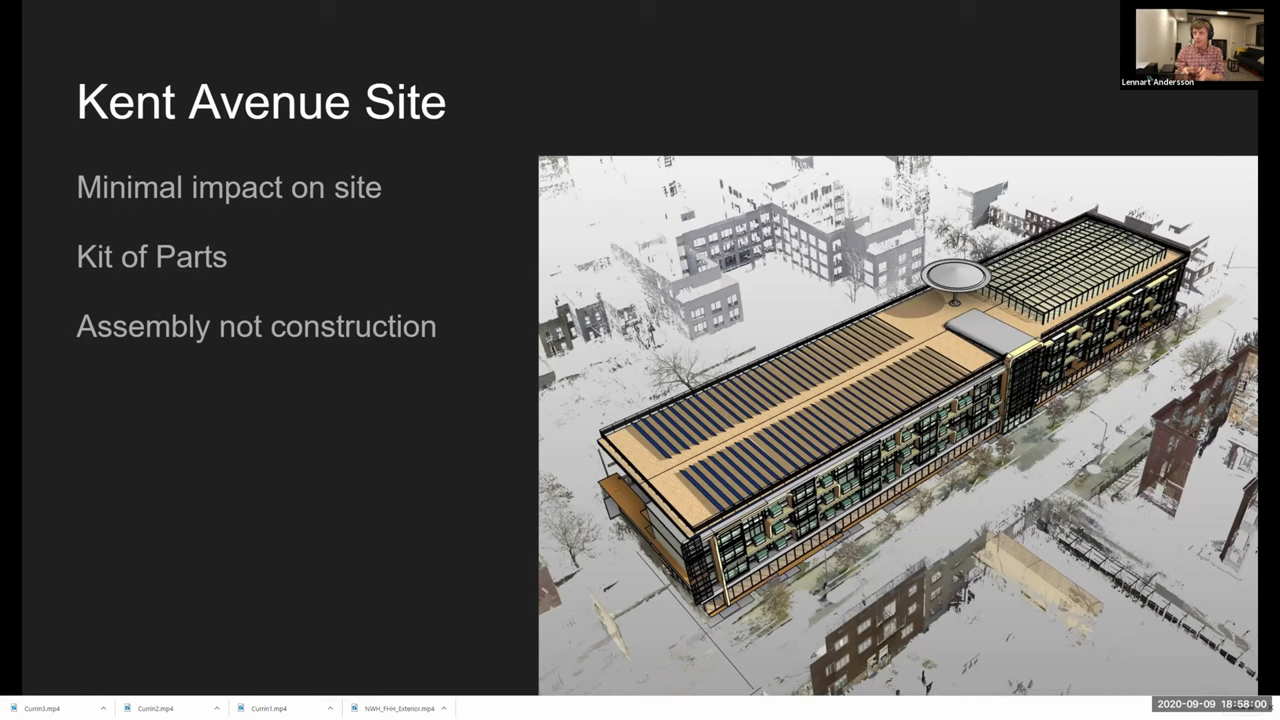 Lennart Andersson
Kent Avenue Site
Minimal impact on site
Kit of Parts
Assembly not construction
Currin3.mp4
Currin2.mp4
Currin1.mp4
NWH_FHH_Exterior.mp4
2020-09-09 18:58:00